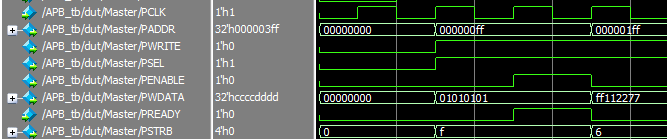 /APB_tb/dut/Master/PCLK 1'h1
/APB_tb/dut/Master/PADDR 32'h000003ff 00000000 000000ff 000001ff
/APB_tb/dut/Master/PWRITE 1'h0
/APB_tb/dut/Master/PSEL 1'h1
/APB_tb/dut/Master/PENABLE 1'h0
/APB_tb/dut/Master/PWDATA 32'hccccdddd 00000000 01010101 ff112277
/APB_tb/dut/Master/PREADY 1'h0
/APB_tb/dut/Master/PSTRB 4'h0 0 f 6